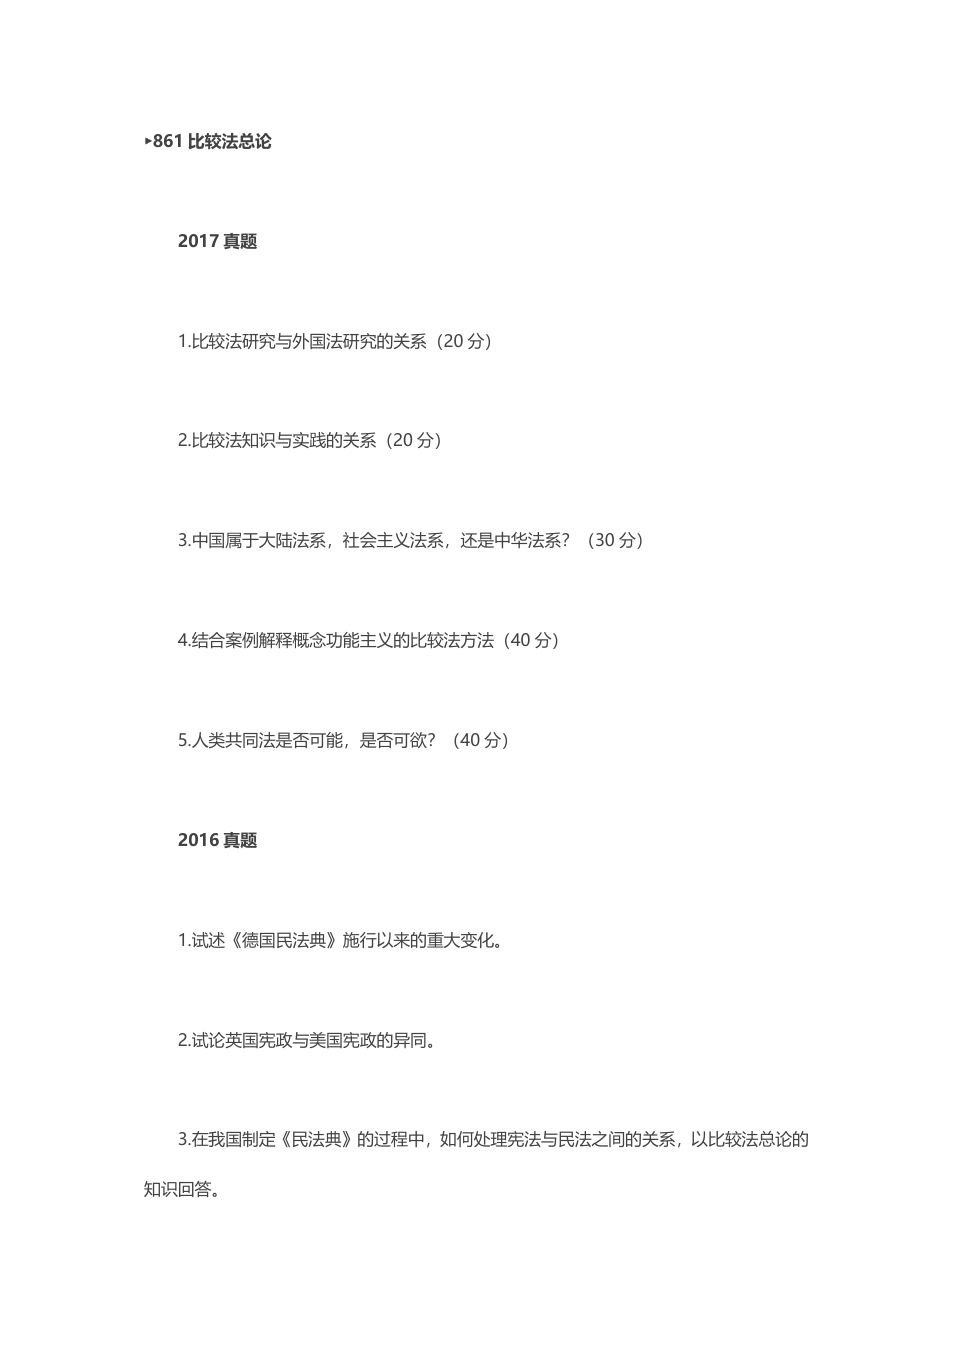 ▸861 比较法总论
2017 真题
1.比较法研究与外国法研究的关系（20 分）
2.比较法知识与实践的关系（20 分）
3.中国属于大陆法系，社会主义法系，还是中华法系？（30 分）
4.结合案例解释概念功能主义的比较法方法（40 分）
5.人类共同法是否可能，是否可欲？（40 分）
2016 真题
1.试述《德国民法典》施行以来的重大变化。
2.试论英国宪政与美国宪政的异同。
3.在我国制定《民法典》的过程中，如何处理宪法与民法之间的关系，以比较法总论的
知识回答。